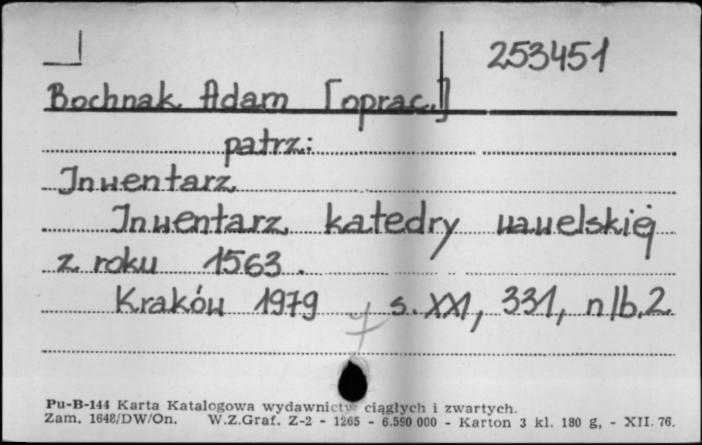 253451
Bochnak Adam [oprac.]
patrz:
Inwentarz
Inwentarz katedry wawelskiej
z roku 1563.
Kraków 1979 s. XXI, 331, nlb. 2.
Pu-B-144 Karta Katalogowa wydawnictw ciągłych i zwartych.
Zam. 1648/DW/On. W.Z.Graf. Z-2 - 1265 - 6.590 000 - Karton 3 kl. 180 g, - XII. 76.